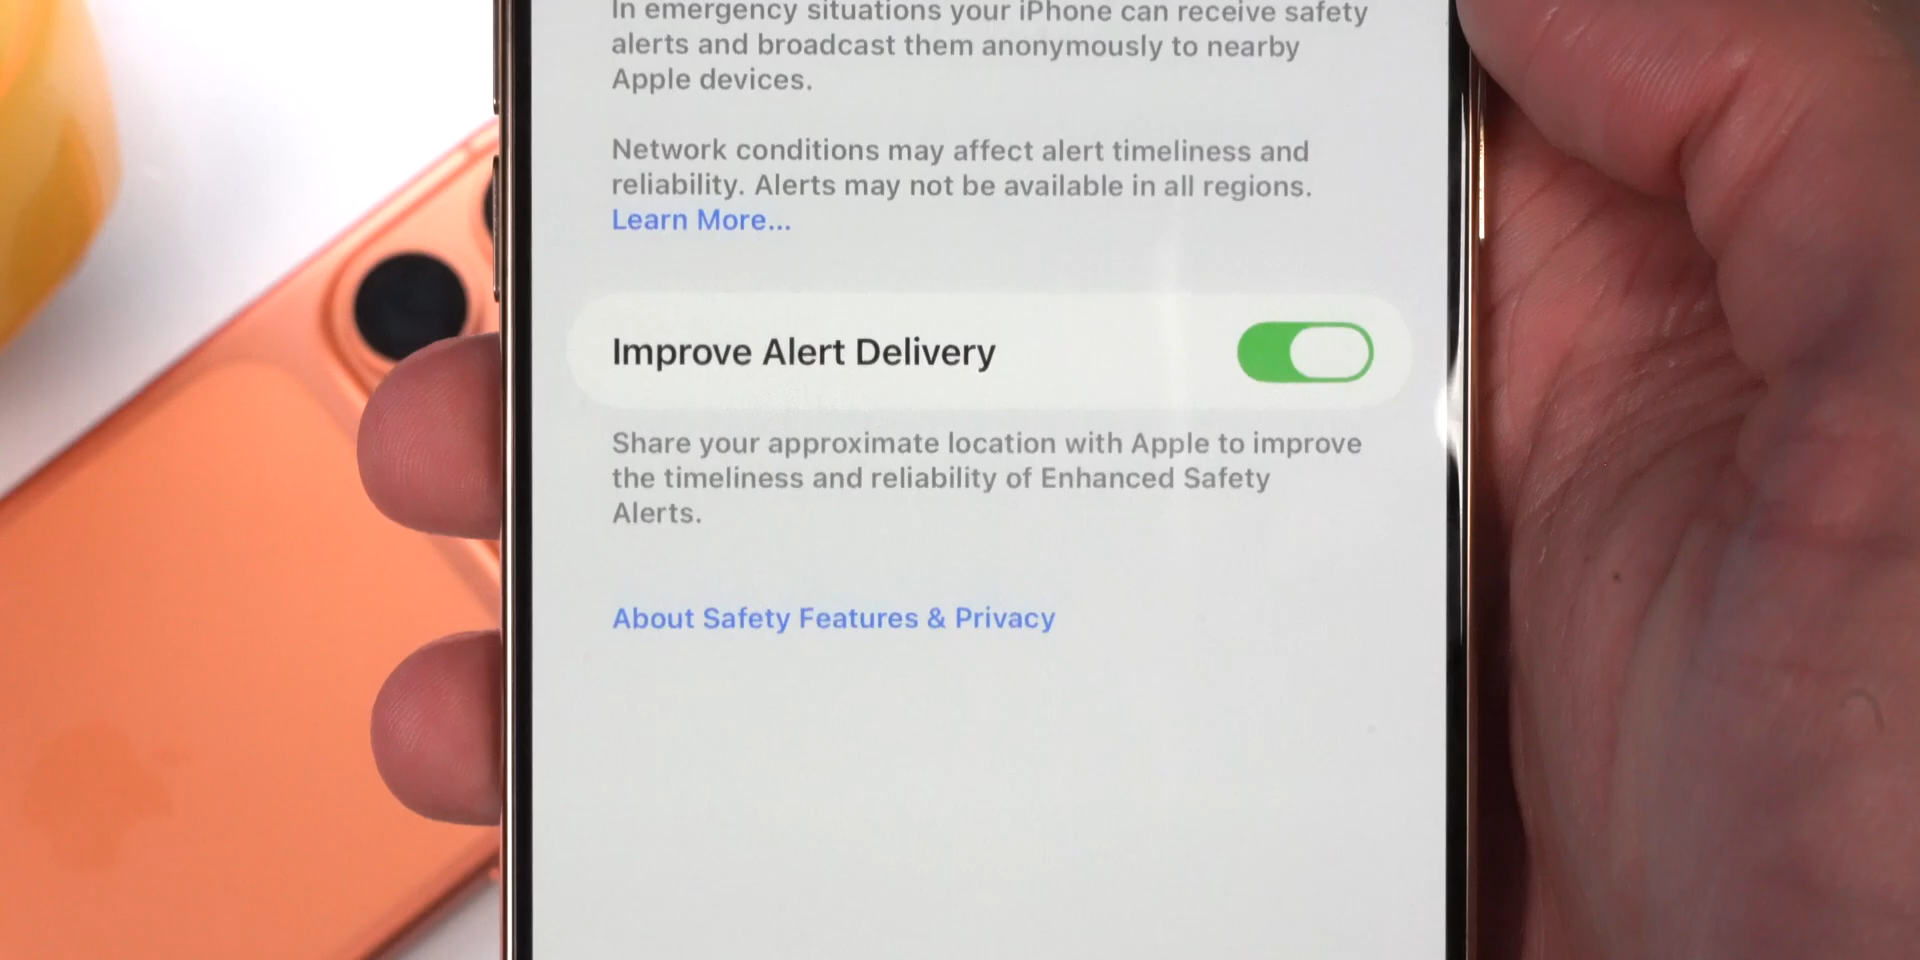 In emergency situations your iPhone can receive safety
alerts and broadcast them anonymously to nearby
Apple devices.
Network conditions may affect alert timeliness and
reliability. Alerts may not be available in all regions.
Learn More...
Improve Alert Delivery
Share your approximate location with Apple to improve
the timeliness and reliability of Enhanced Safety
Alerts.
About Safety Features & Privacy